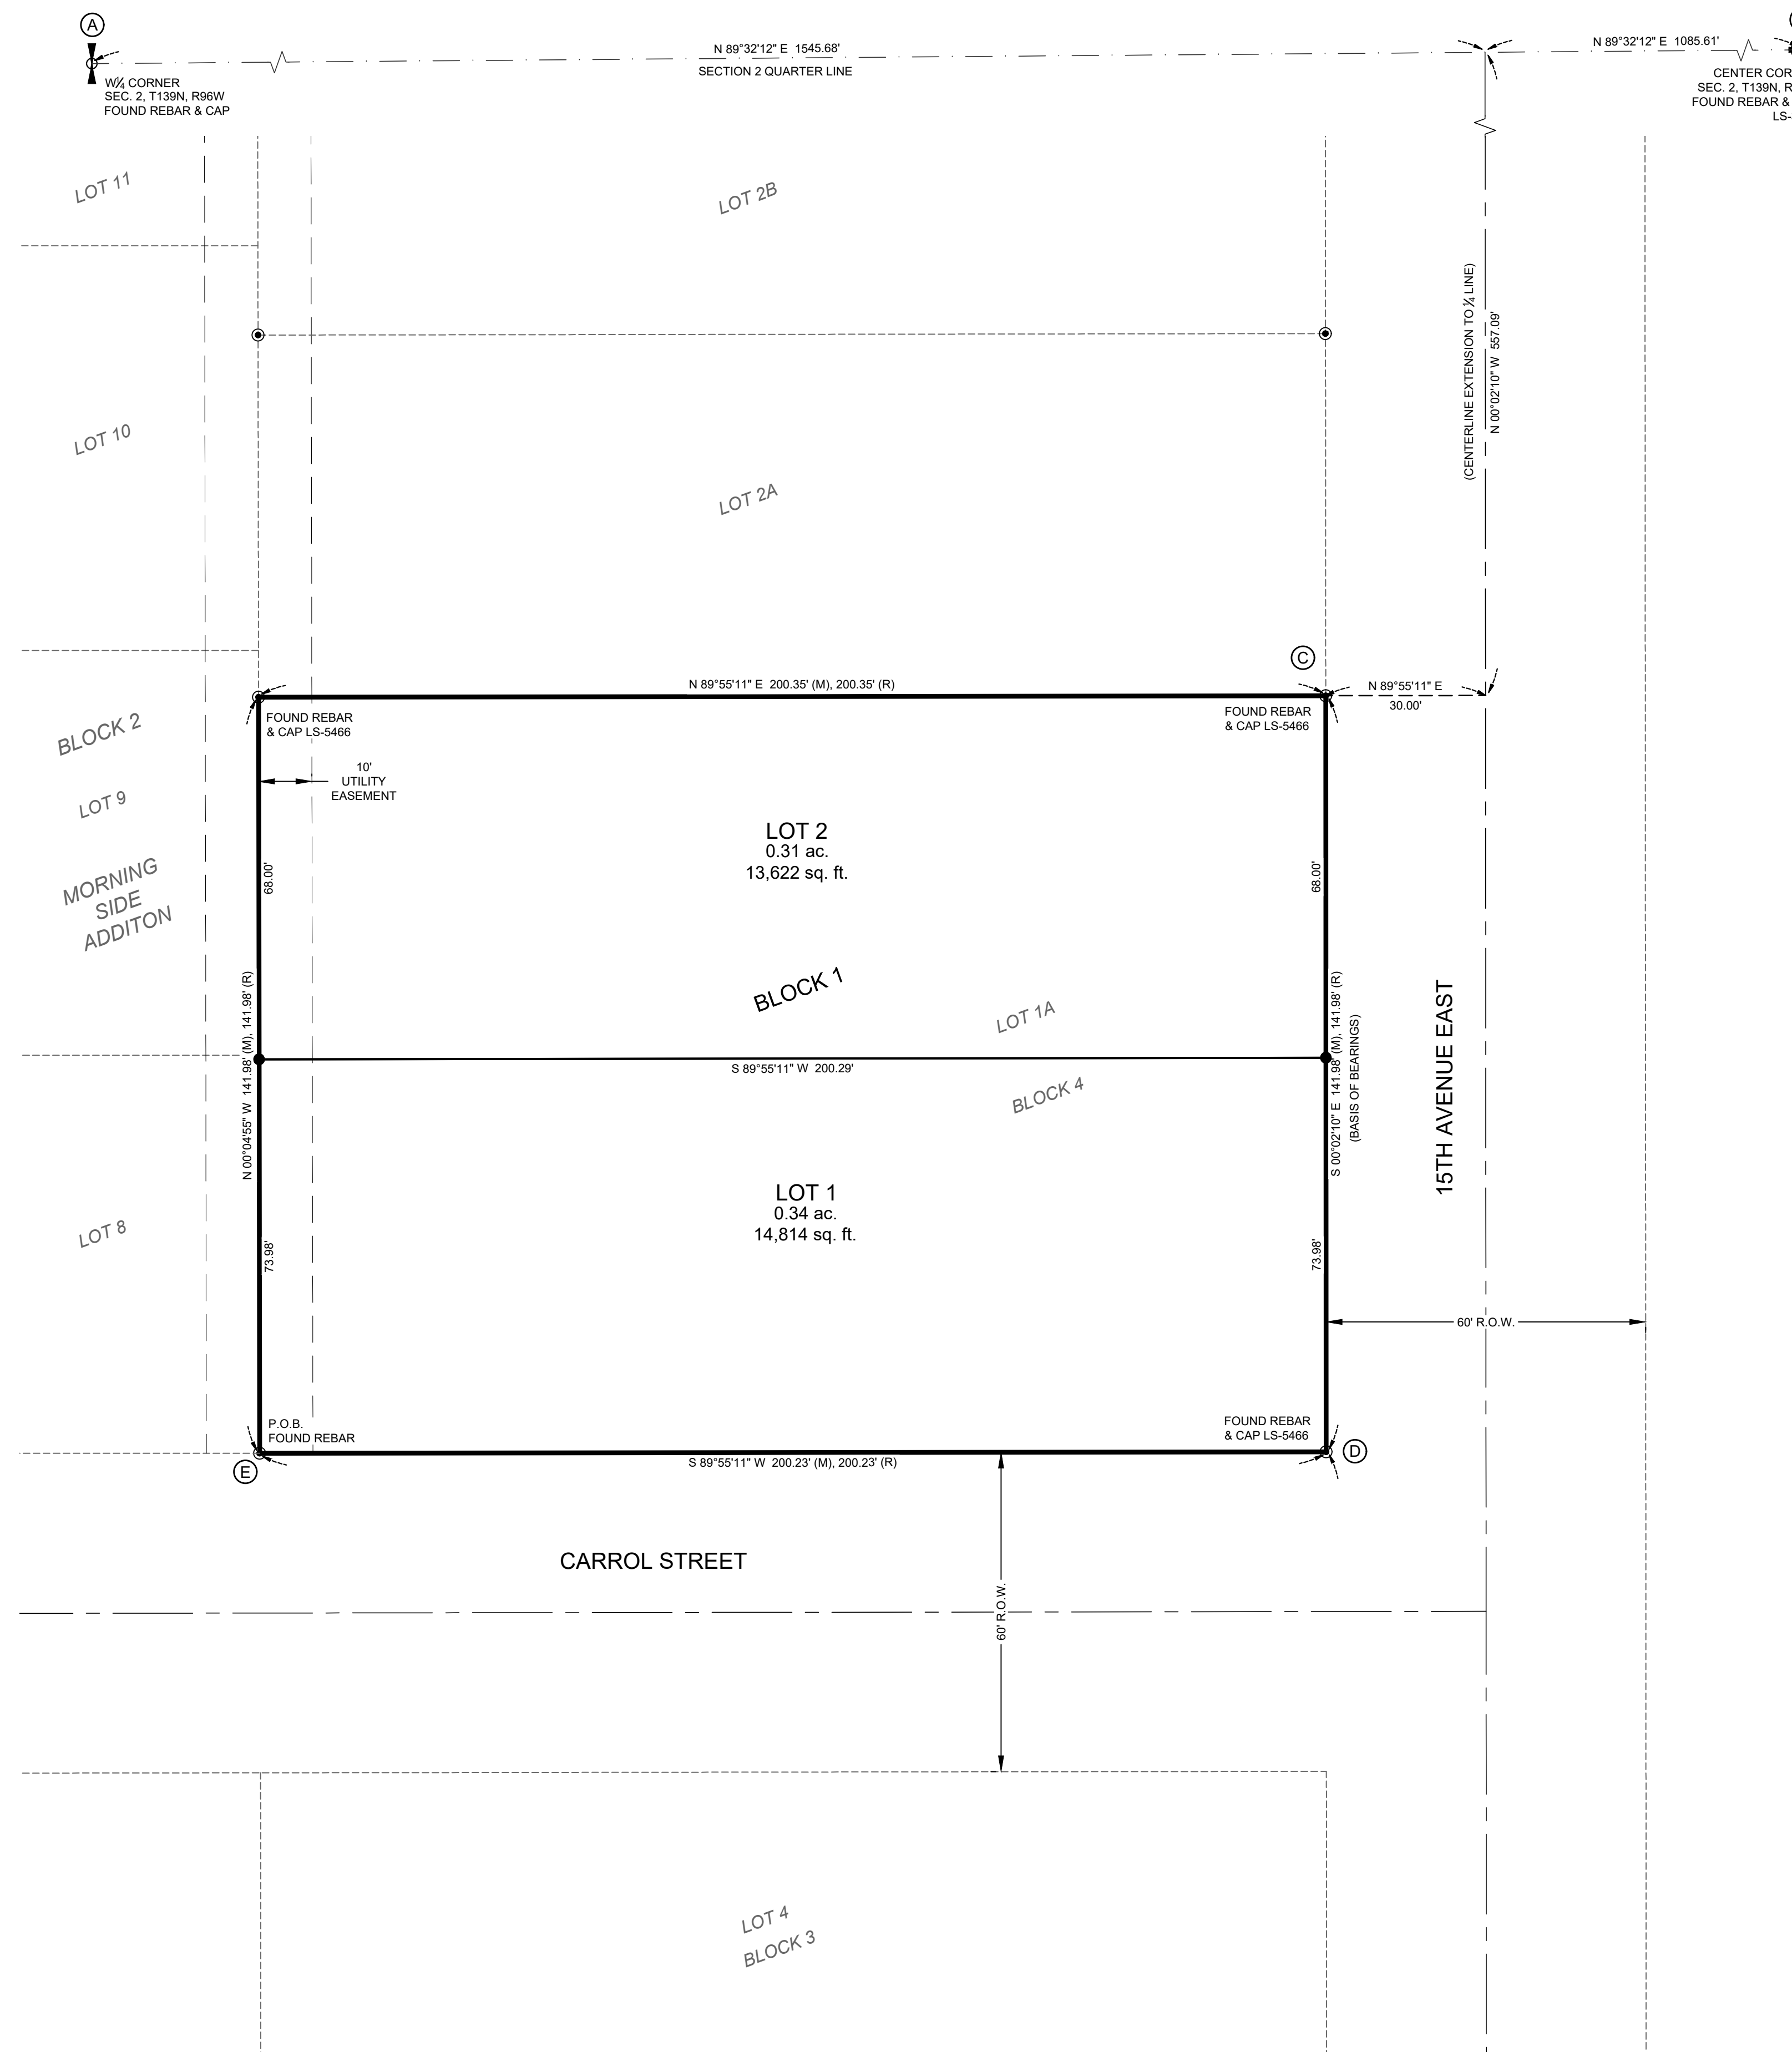 A
N 89°32'12" E 1545.68'
SECTION 2 QUARTER LINE
N 89°32'12" E 1085.61'
W¼ CORNER
SEC. 2, T139N, R96W
FOUND REBAR & CAP
CENTER COR
SEC. 2, T139N, R
FOUND REBAR &
LS-
LOT 11
LOT 2B
(CENTERLINE EXTENSION TO ¼ LINE)
N 00°02'10" W 557.09'
LOT 10
LOT 2A
C
N 89°55'11" E 200.35' (M), 200.35' (R)
N 89°55'11" E
30.00'
FOUND REBAR
& CAP LS-5466
FOUND REBAR
& CAP LS-5466
BLOCK 2
10'
UTILITY
EASEMENT
LOT 9
LOT 2
0.31 ac.
13,622 sq. ft.
MORNING
SIDE
ADDITON
68.00'
68.00'
BLOCK 1
LOT 1A
N 00°04'55" W 141.98' (M), 141.98' (R)
S 00°02'10" E 141.98' (M), 141.98' (R)
(BASIS OF BEARINGS)
15TH AVENUE EAST
S 89°55'11" W 200.29'
BLOCK 4
LOT 1
0.34 ac.
14,814 sq. ft.
LOT 8
73.98'
73.98'
60' R.O.W.
P.O.B.
FOUND REBAR
FOUND REBAR
& CAP LS-5466
E
D
S 89°55'11" W 200.23' (M), 200.23' (R)
CARROL STREET
60' R.O.W.
LOT 4
BLOCK 3